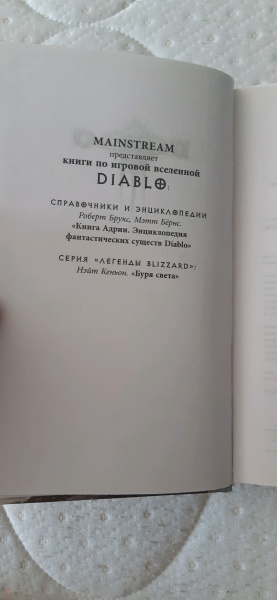 MAINSTREAM
представляет
книги по игровой вселенной
DIABLO:
СПРАВОЧНИКИ И ЭНЦИКЛОПЕДИИ
Роберт Брукс, Мэтт Бёрнс.
«Книга Адрии. Энциклопедия
фантастических существ Diablo»
СЕРИЯ «ЛЕГЕНДЫ BLIZZARD»:
Нэйт Кеньон. «Буря света»